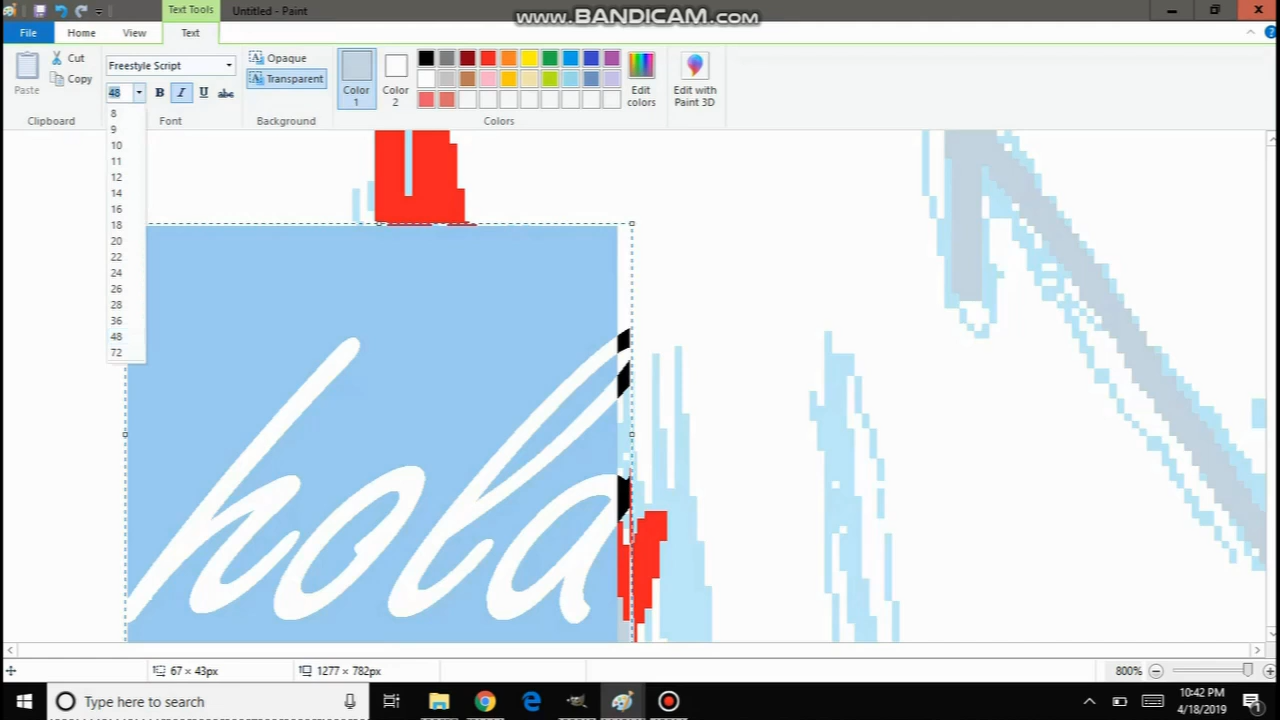 www.BANDICAM.com
Text Tools
Untitled - Paint
File
Home
View
Text
Paste
Cut
Copy
Clipboard
Freestyle Script
48
B
I
U
abc
Font
8
9
10
11
12
14
16
18
20
22
24
26
28
36
48
72
Opaque
Transparent
Background
Color
1
Color
2
Edit
colors
Colors
Edit with
Paint 3D
hola
67 × 43px
1277 × 782px
800%
Type here to search
10:42 PM
4/18/2019
1